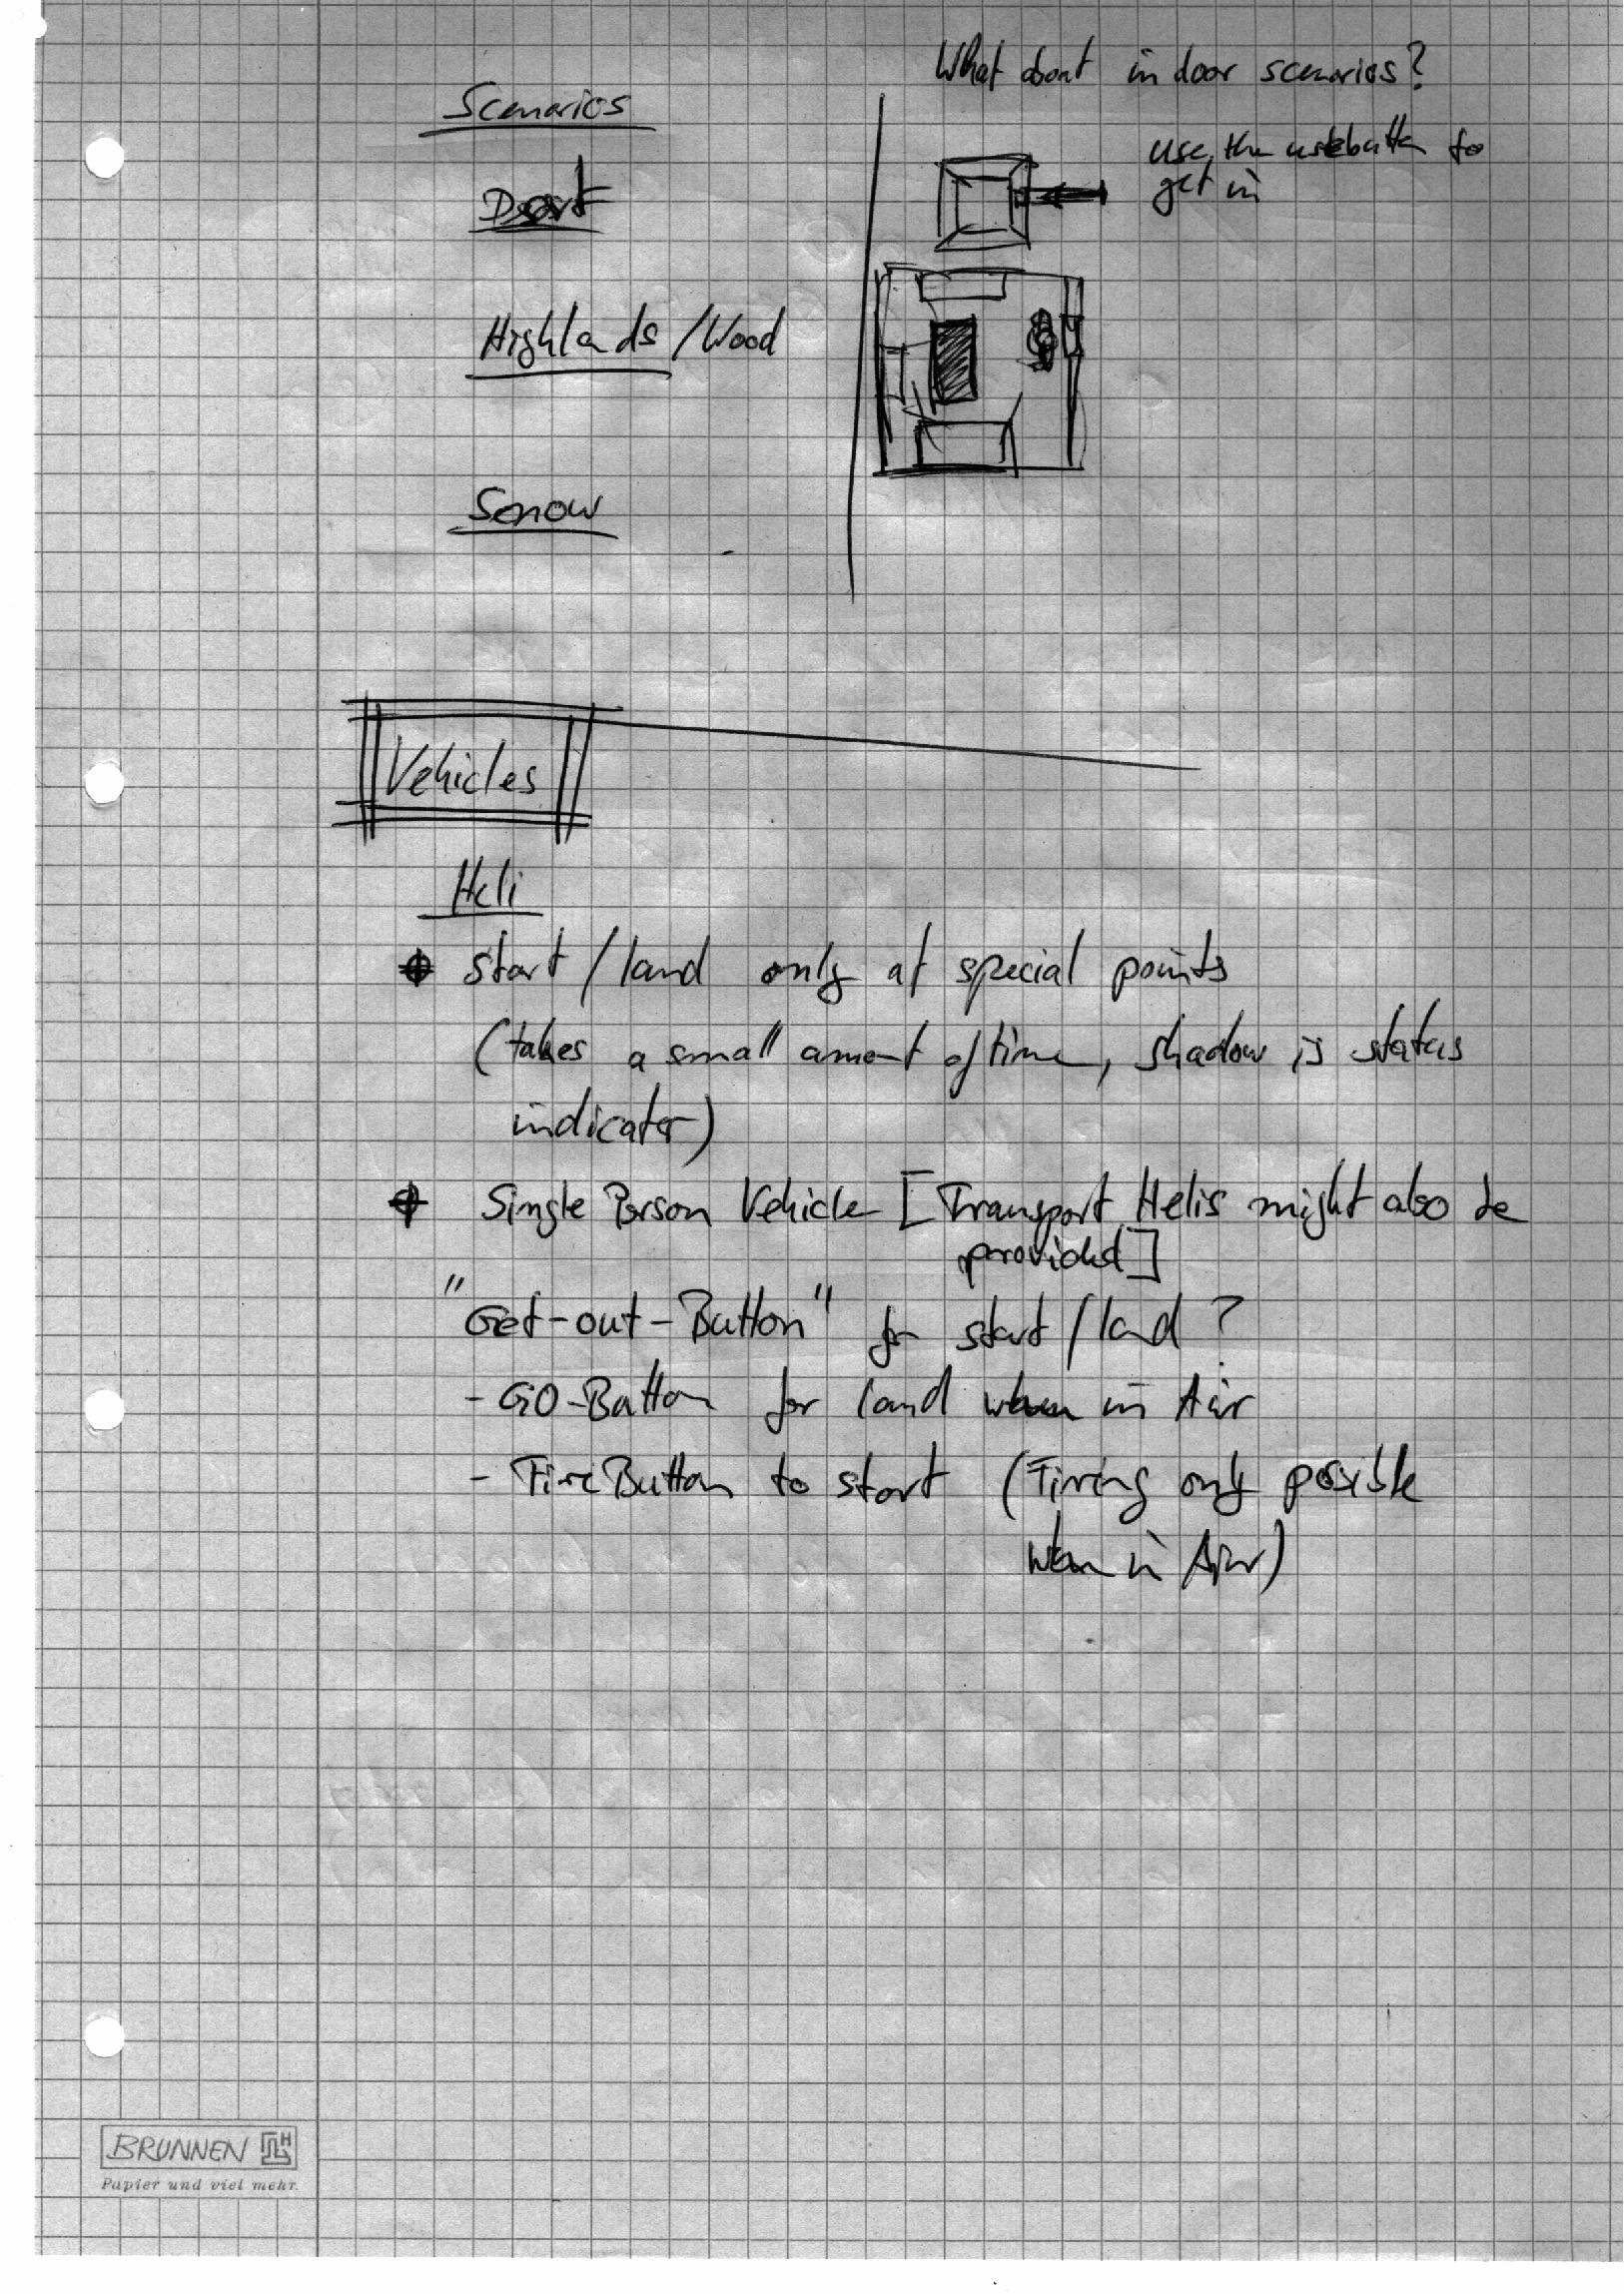 Scenarios
Desert
Highlands/Wood
Sonow
What about in door scenarios?
use the usebutton to
get in
Vehicles
Heli
start/land only at special points
(takes a small amount of time, shadow is status
indicator)
Single Person Vehicle [Transport Helis might also be
provided]
"Get-out-Button" for start/land?
- GO-Button for land when in Air
- FireButton to start (Firing only possible
when in Air)
BRUNNEN
Papier und viel mehr.